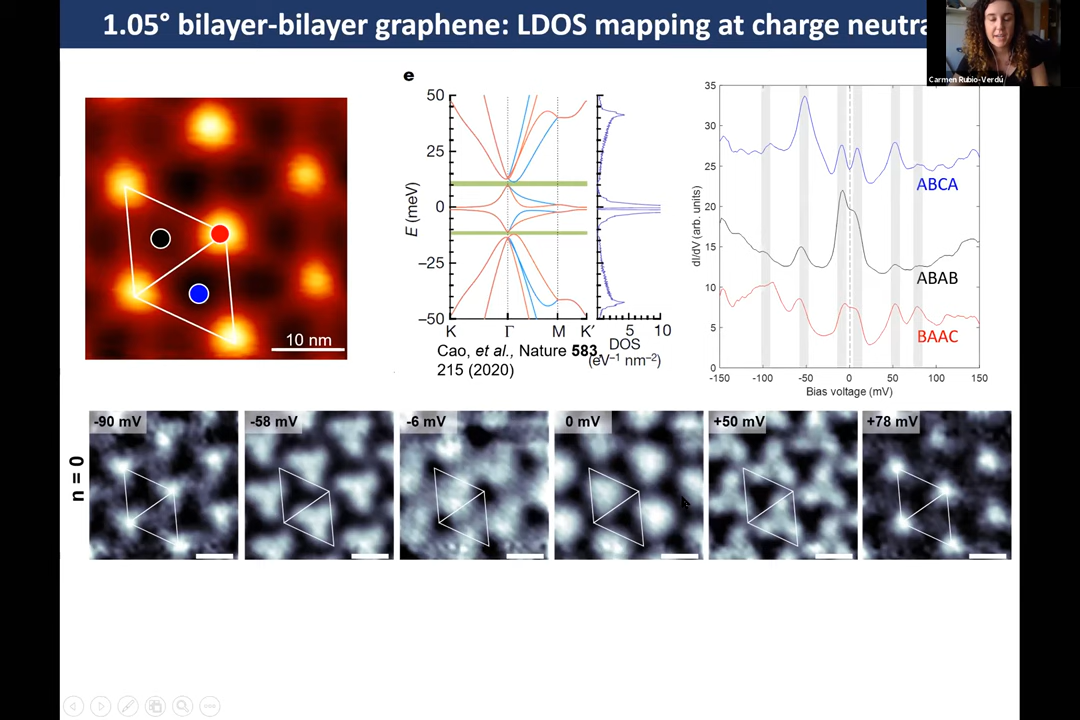 1.05° bilayer-bilayer graphene: LDOS mapping at charge neutra
Carmen Rubio-Verdú
10 nm
e
50
25
0
−25
−50
E (meV)
K
Γ
M
K′
5
10
DOS
(eV⁻¹ nm⁻²)
Cao, et al., Nature 583,
215 (2020)
35
30
25
20
15
10
5
0
dI/dV (arb. units)
-150
-100
-50
0
50
100
150
Bias voltage (mV)
ABCA
ABAB
BAAC
n = 0
-90 mV
-58 mV
-6 mV
0 mV
+50 mV
+78 mV